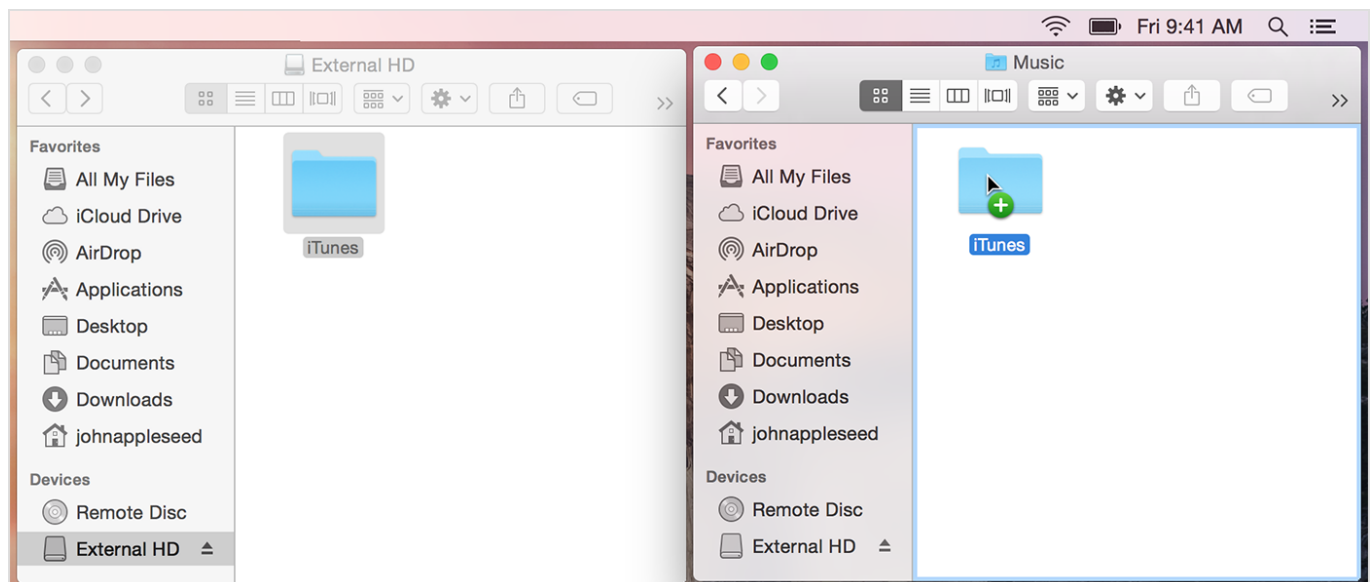 Fri 9:41 AM
External HD
Favorites
All My Files
iCloud Drive
AirDrop
Applications
Desktop
Documents
Downloads
johnappleseed
Devices
Remote Disc
External HD
iTunes
Music
Favorites
All My Files
iCloud Drive
AirDrop
Applications
Desktop
Documents
Downloads
johnappleseed
Devices
Remote Disc
External HD
iTunes